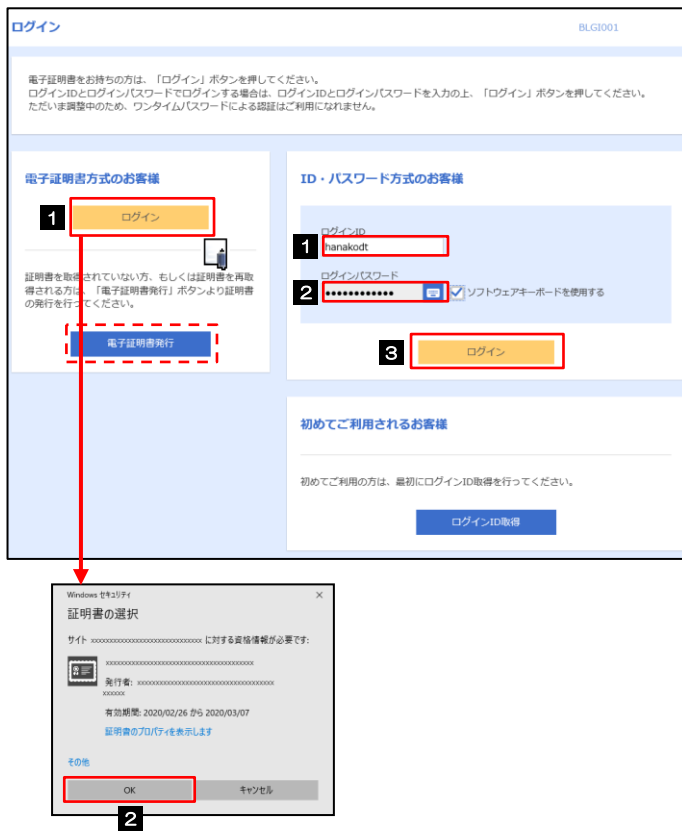 ログイン
BLGI001
電子証明書をお持ちの方は、「ログイン」ボタンを押してください。
ログインIDとログインパスワードでログインする場合は、ログインIDとログインパスワードを入力の上、「ログイン」ボタンを押してください。
ただいま調整中のため、ワンタイムパスワードによる認証はご利用になれません。
電子証明書方式のお客様
1
ログイン
証明書を取得されていない方、もしくは証明書を再取
得される方は、「電子証明書発行」ボタンより証明書
の発行を行ってください。
電子証明書発行
ID・パスワード方式のお客様
ログインID
1
hanakodt
ログインパスワード
2
●●●●●●●●●●●●
ソフトウェアキーボードを使用する
3
ログイン
初めてご利用されるお客様
初めてご利用の方は、最初にログインID取得を行ってください。
ログインID取得
Windows セキュリティ
×
証明書の選択
サイト xxxxxxxxxxxxxxxxxxxxxxxxxxxxxx に対する資格情報が必要です:
xxxxxxxxxxxxxxxxxxxxxxxxxxxxxxxxxxxxxxxx
発行者: xxxxxxxxxxxxxxxxxxxxxxxxxxxxxxxxxxxxx
xxxxxx
有効期間: 2020/02/26 から 2020/03/07
証明書のプロパティを表示します
その他
OK
キャンセル
2